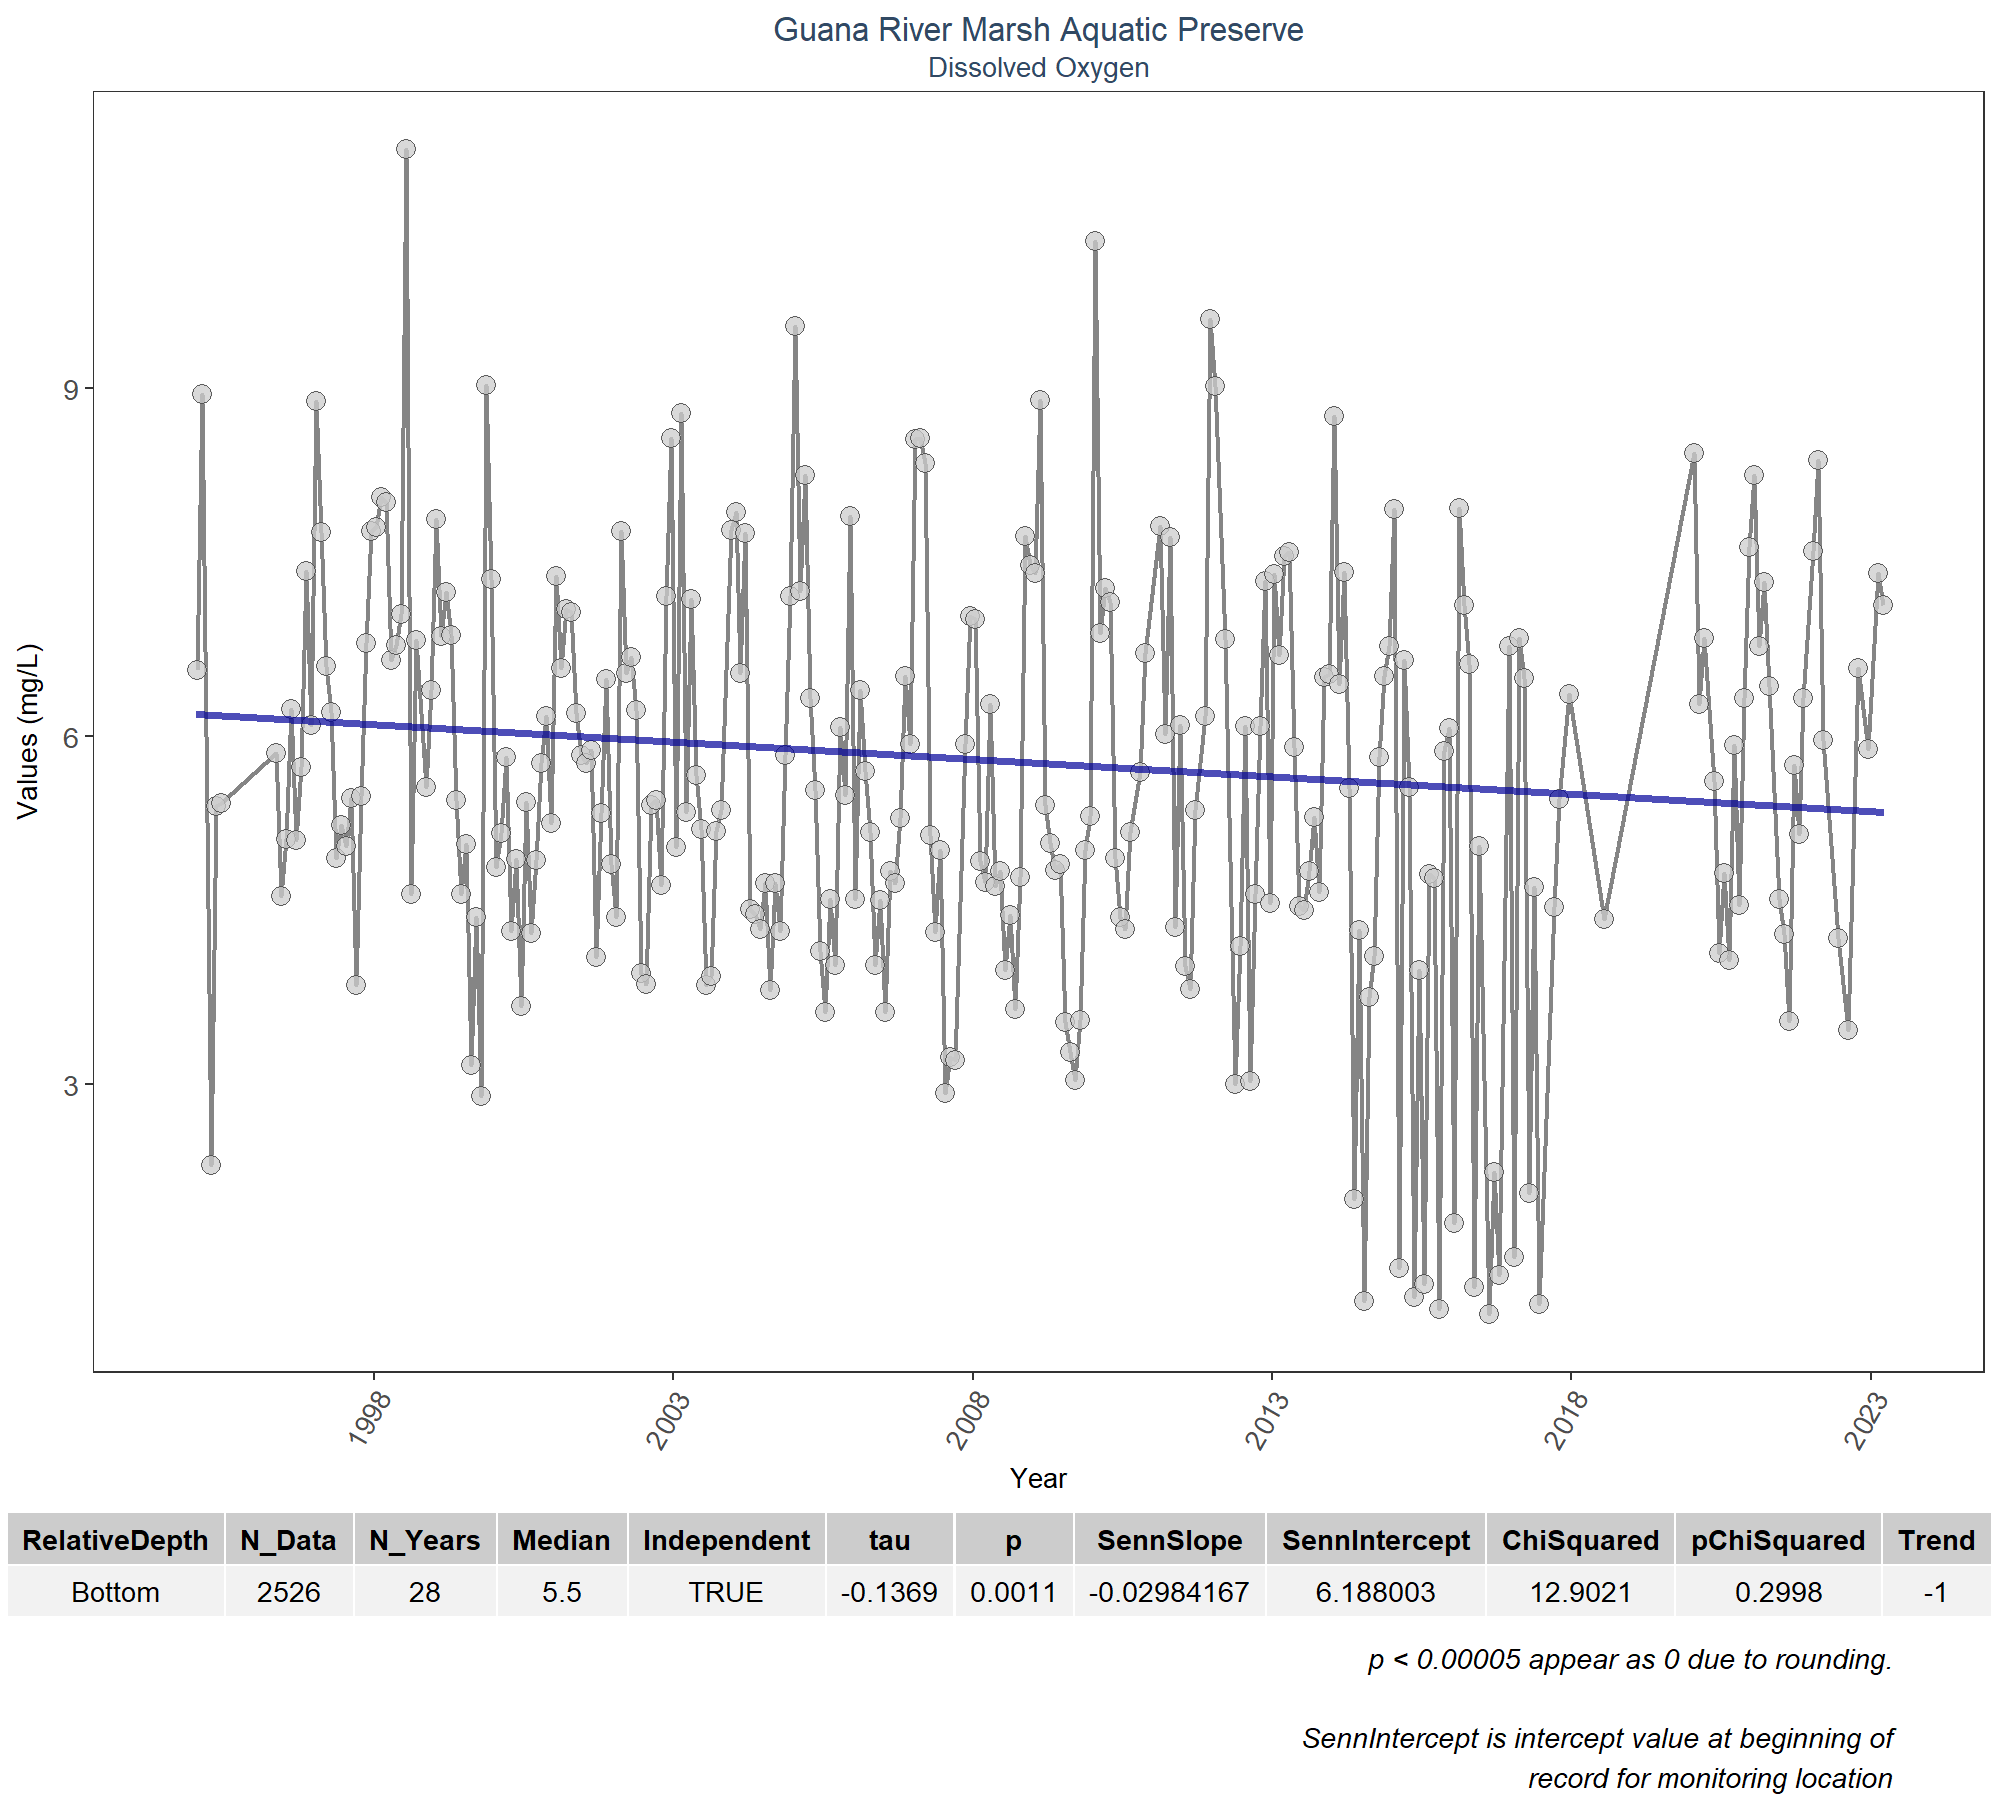 Guana River Marsh Aquatic Preserve
Dissolved Oxygen
Values (mg/L)
9
6
3
1998 2003 2008 2013 2018 2023
Year
RelativeDepth N_Data N_Years Median Independent tau p SennSlope SennIntercept ChiSquared pChiSquared Trend
Bottom 2526 28 5.5 TRUE -0.1369 0.0011 -0.02984167 6.188003 12.9021 0.2998 -1
p < 0.00005 appear as 0 due to rounding.
SennIntercept is intercept value at beginning of
record for monitoring location